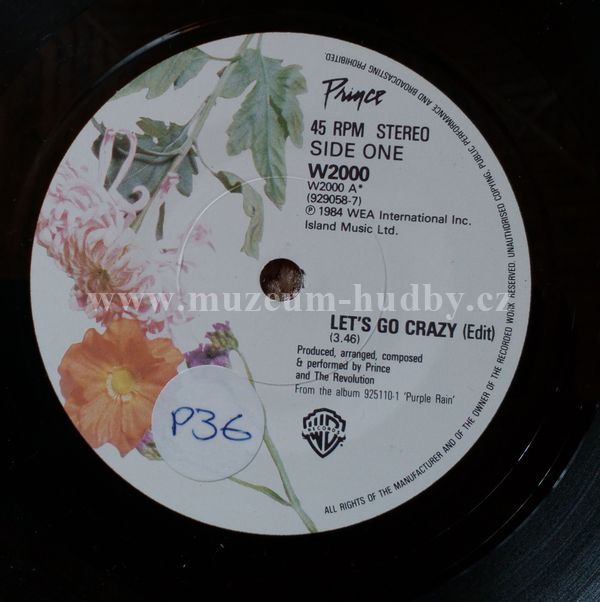 Prince
45 RPM STEREO
SIDE ONE
W2000
W2000 A*
(929058-7)
℗ 1984 WEA International Inc.
Island Music Ltd.
www.muzeum-hudby.cz
LET'S GO CRAZY (Edit)
(3.46)
Produced, arranged, composed
& performed by Prince
and The Revolution
From the album 925110-1 'Purple Rain'
P36
WB
RECORDS
ALL RIGHTS OF THE MANUFACTURER AND OF THE OWNER OF THE RECORDED WORK RESERVED. UNAUTHORISED COPYING, PUBLIC PERFORMANCE AND BROADCASTING PROHIBITED.